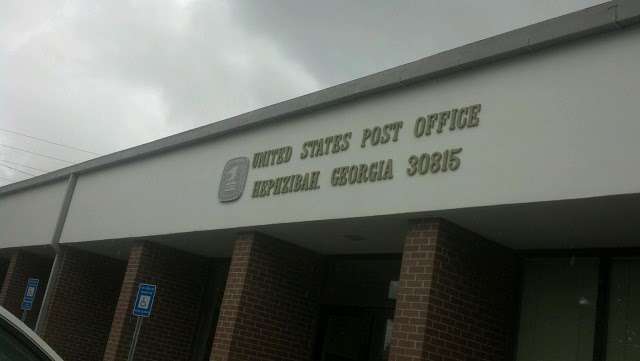 UNITED STATES POST OFFICE
HEPHZIBAH, GEORGIA 30815